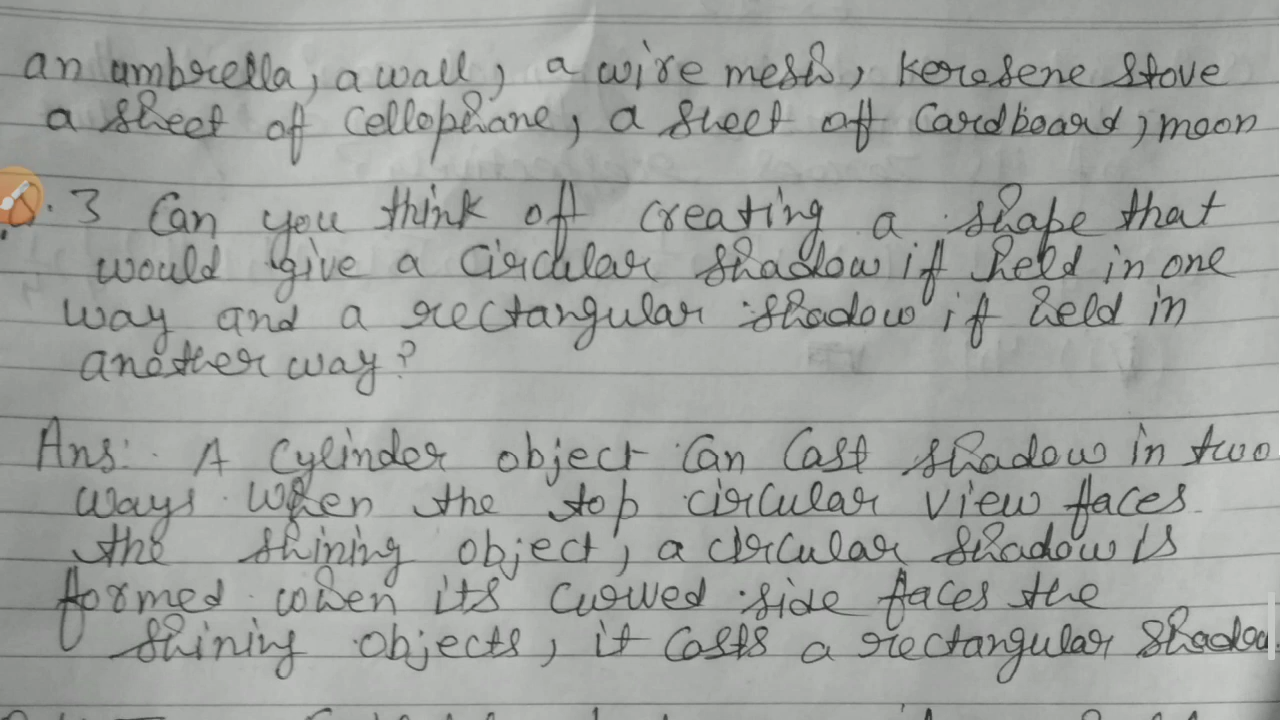 an umbrella, a wall, a wire mesh, kerosene stove
a sheet of cellophane, a sheet off Cardboard, moon
.3 Can you think off creating a shape that
would give a circular shadow if held in one
way and a rectangular shadow if held in
another way?
Ans: A cylinder object Can Cast shadow in two
ways. When the top circular view faces
the shining object, a circular shadow is
formed. when its curved side faces the
shining objects, it casts a rectangular shadow